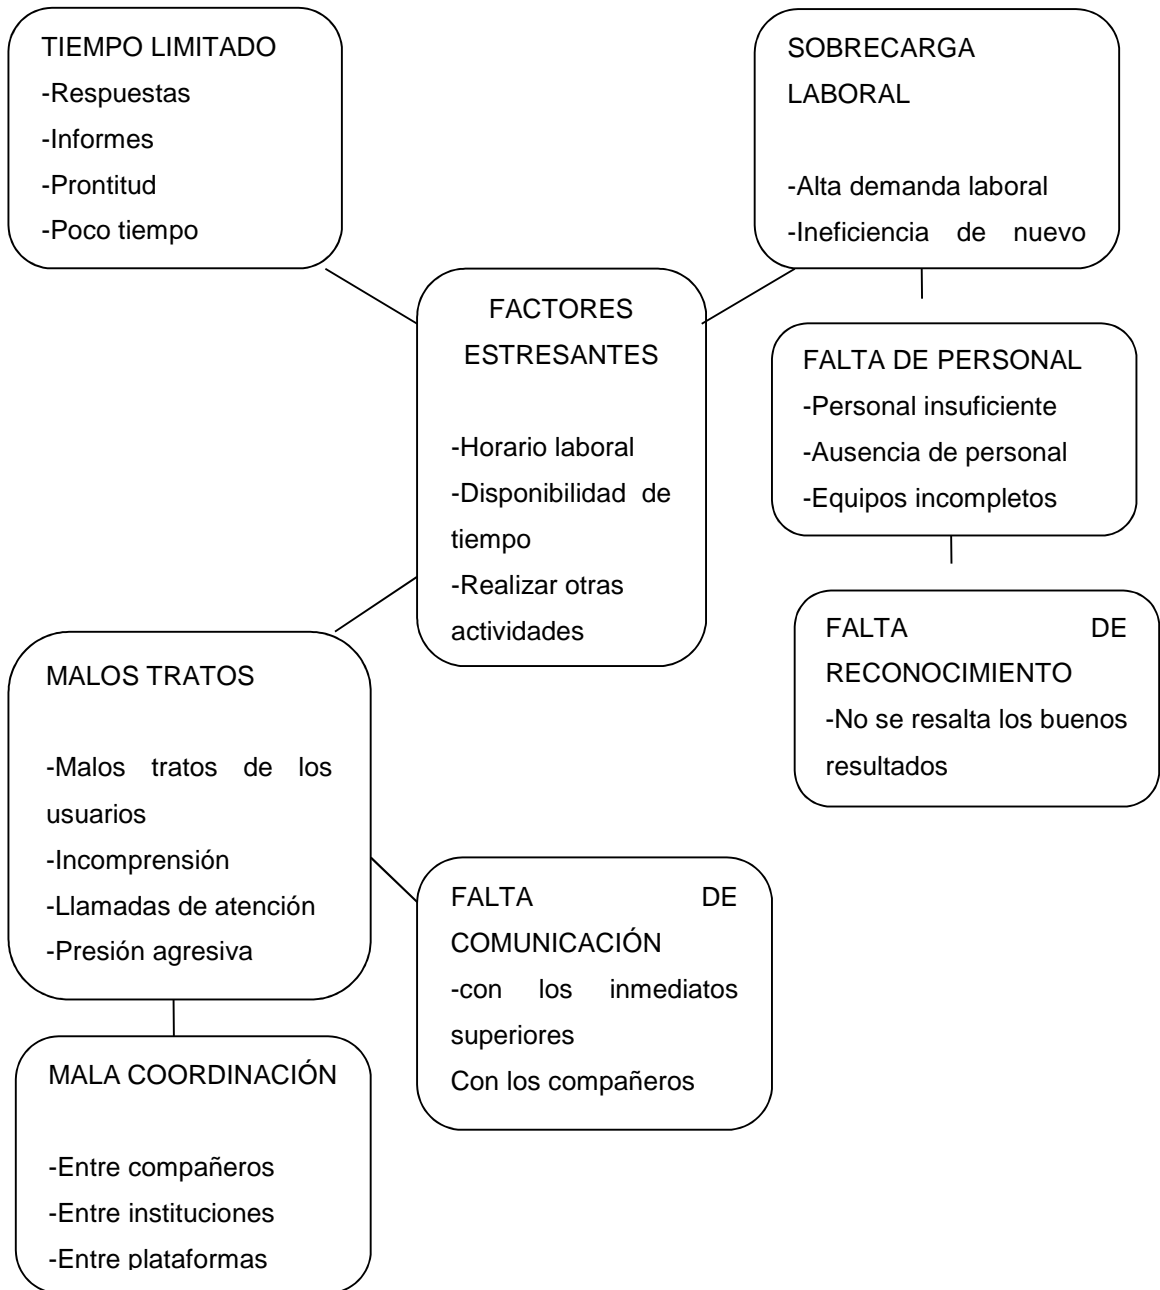 TIEMPO LIMITADO
-Respuestas
-Informes
-Prontitud
-Poco tiempo
SOBRECARGA
LABORAL
-Alta demanda laboral
-Ineficiencia de nuevo
FACTORES
ESTRESANTES
-Horario laboral
-Disponibilidad de
tiempo
-Realizar otras
actividades
FALTA DE PERSONAL
-Personal insuficiente
-Ausencia de personal
-Equipos incompletos
FALTA DE
RECONOCIMIENTO
-No se resalta los buenos
resultados
MALOS TRATOS
-Malos tratos de los
usuarios
-Incomprensión
-Llamadas de atención
-Presión agresiva
FALTA DE
COMUNICACIÓN
-con los inmediatos
superiores
Con los compañeros
MALA COORDINACIÓN
-Entre compañeros
-Entre instituciones
-Entre plataformas